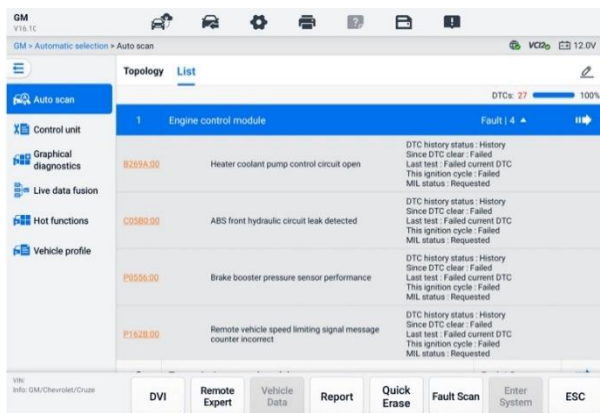 GM
V16.10
GM > Automatic selection > Auto scan
VCI2 12.0V
Topology List
DTCs: 27 100%
Auto scan
Control unit
Graphical
diagnostics
Live data fusion
Hot functions
Vehicle profile
1 Engine control module Fault | 4
B269A:00 Heater coolant pump control circuit open
DTC history status : History
Since DTC clear : Failed
Last test : Failed current DTC
This ignition cycle : Failed
MIL status : Requested
C0580:00 ABS front hydraulic circuit leak detected
DTC history status : History
Since DTC clear : Failed
Last test : Failed current DTC
This ignition cycle : Failed
MIL status : Requested
P0556:00 Brake booster pressure sensor performance
DTC history status : History
Since DTC clear : Failed
Last test : Failed current DTC
This ignition cycle : Failed
MIL status : Requested
P162B:00 Remote vehicle speed limiting signal message
counter incorrect
DTC history status : History
Since DTC clear : Failed
Last test : Failed current DTC
This ignition cycle : Failed
MIL status : Requested
VIN:
Info: GM/Chevrolet/Cruze
DVI
Remote
Expert
Vehicle
Data
Report
Quick
Erase
Fault Scan
Enter
System
ESC